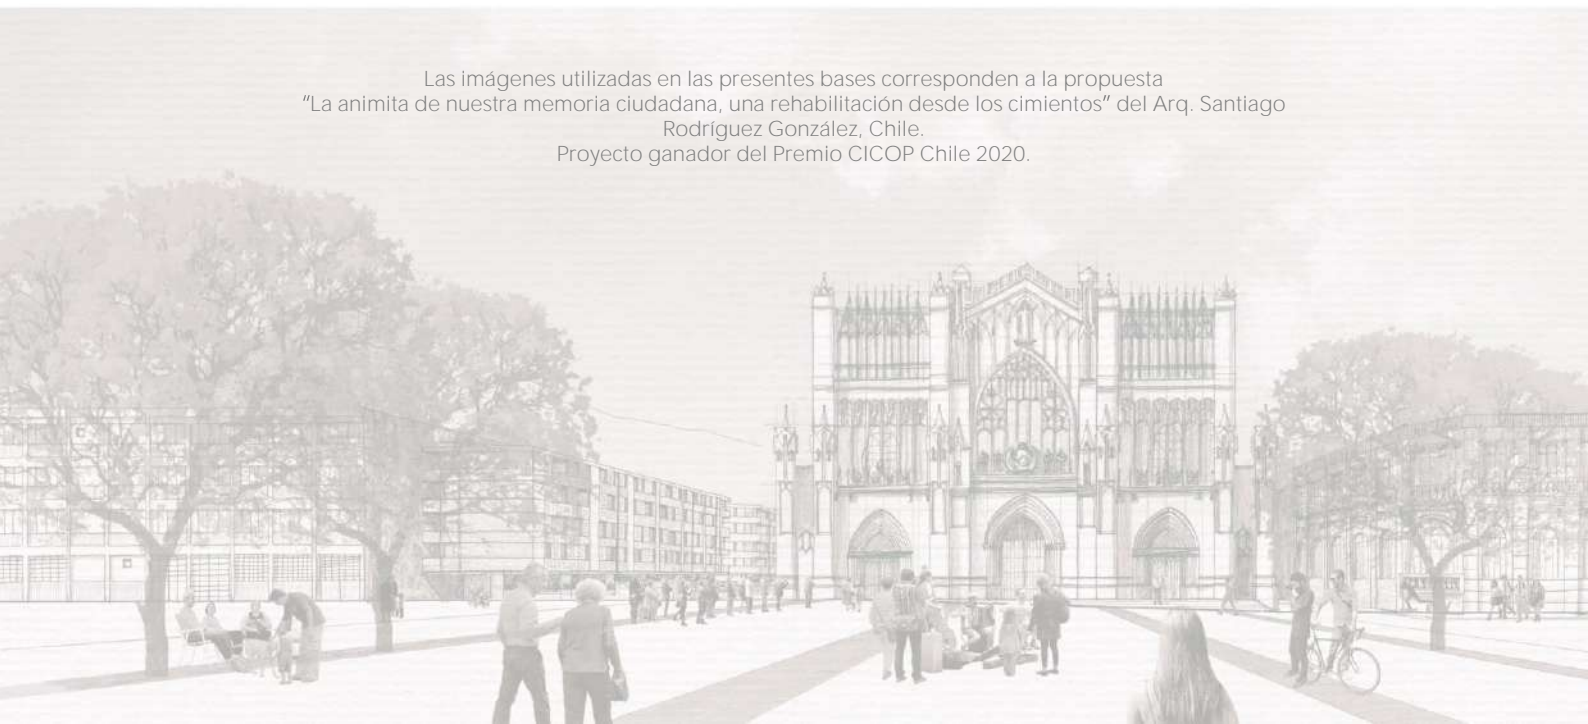 Las imágenes utilizadas en las presentes bases corresponden a la propuesta
"La animita de nuestra memoria ciudadana, una rehabilitación desde los cimientos" del Arq. Santiago
Rodríguez González, Chile.
Proyecto ganador del Premio CICOP Chile 2020.